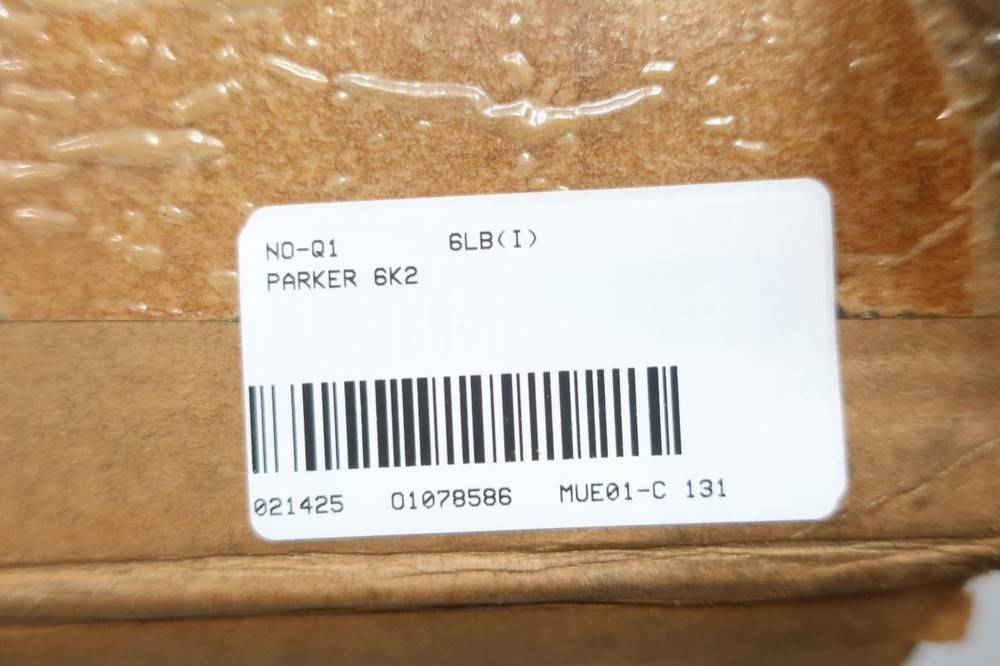 NO-Q1 6LB(I)
PARKER 6K2
021425 01078586 MUE01-C 131